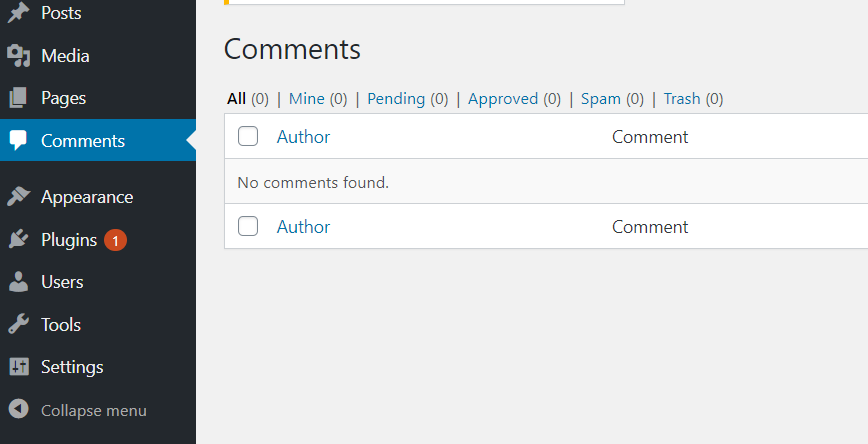 Posts
Media
Pages
Comments
Appearance
Plugins 1
Users
Tools
Settings
Collapse menu
Comments
All (0) | Mine (0) | Pending (0) | Approved (0) | Spam (0) | Trash (0)
Author Comment
No comments found.
Author Comment